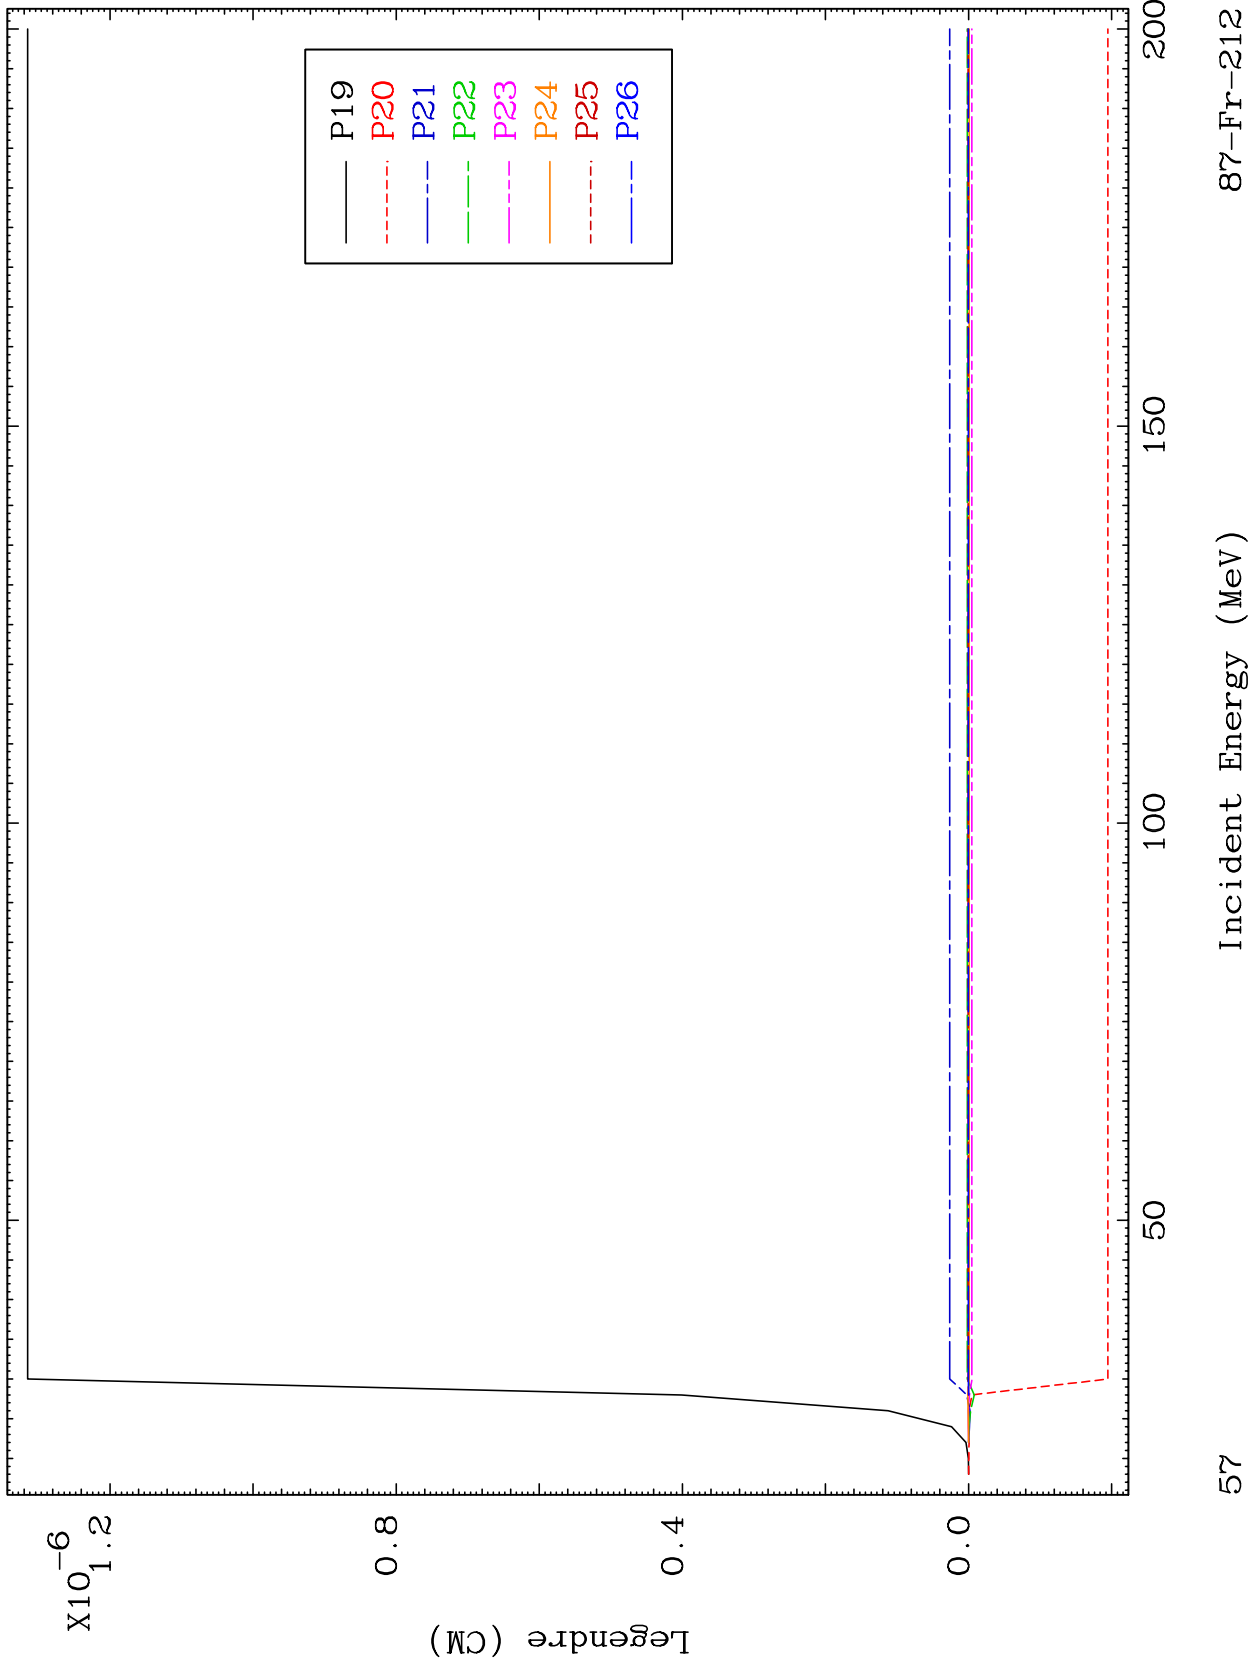 X10-6
1.2
0.8
0.4
0.0
Legendre (CM)
P19
P20
P21
P22
P23
P24
P25
P26
50
100
150
200
Incident Energy (MeV)
57
87-Fr-212